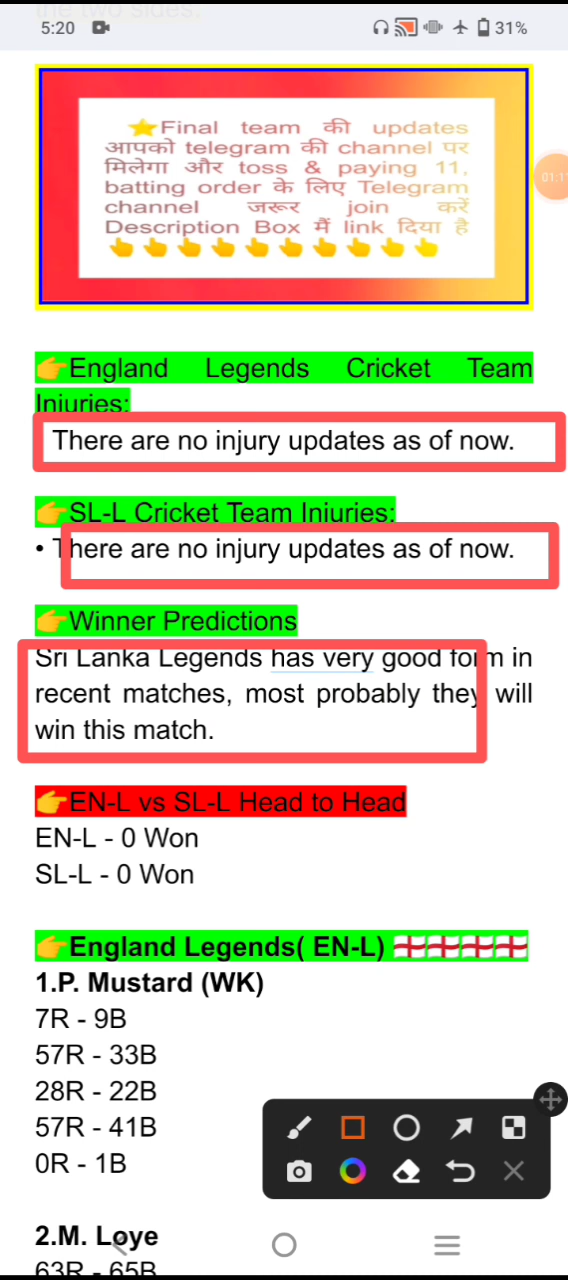 the two sides.
5:20
31%
⭐Final team की updates
आपको telegram की channel पर
मिलेगा और toss & paying 11,
batting order के लिए Telegram
channel जरूर join करें
Description Box मैं link दिया है
👆👆👆👆👆👆👆👆👆👆
👉England Legends Cricket Team
Injuries:
There are no injury updates as of now.
👉SL-L Cricket Team Injuries:
• There are no injury updates as of now.
👉Winner Predictions
Sri Lanka Legends has very good form in
recent matches, most probably they will
win this match.
👉EN-L vs SL-L Head to Head
EN-L - 0 Won
SL-L - 0 Won
👉England Legends( EN-L) 🏴󠁧󠁢󠁥󠁮󠁧󠁿🏴󠁧󠁢󠁥󠁮󠁧󠁿🏴󠁧󠁢󠁥󠁮󠁧󠁿🏴󠁧󠁢󠁥󠁮󠁧󠁿
1.P. Mustard (WK)
7R - 9B
57R - 33B
28R - 22B
57R - 41B
0R - 1B
2.M. Loye
63R - 65B